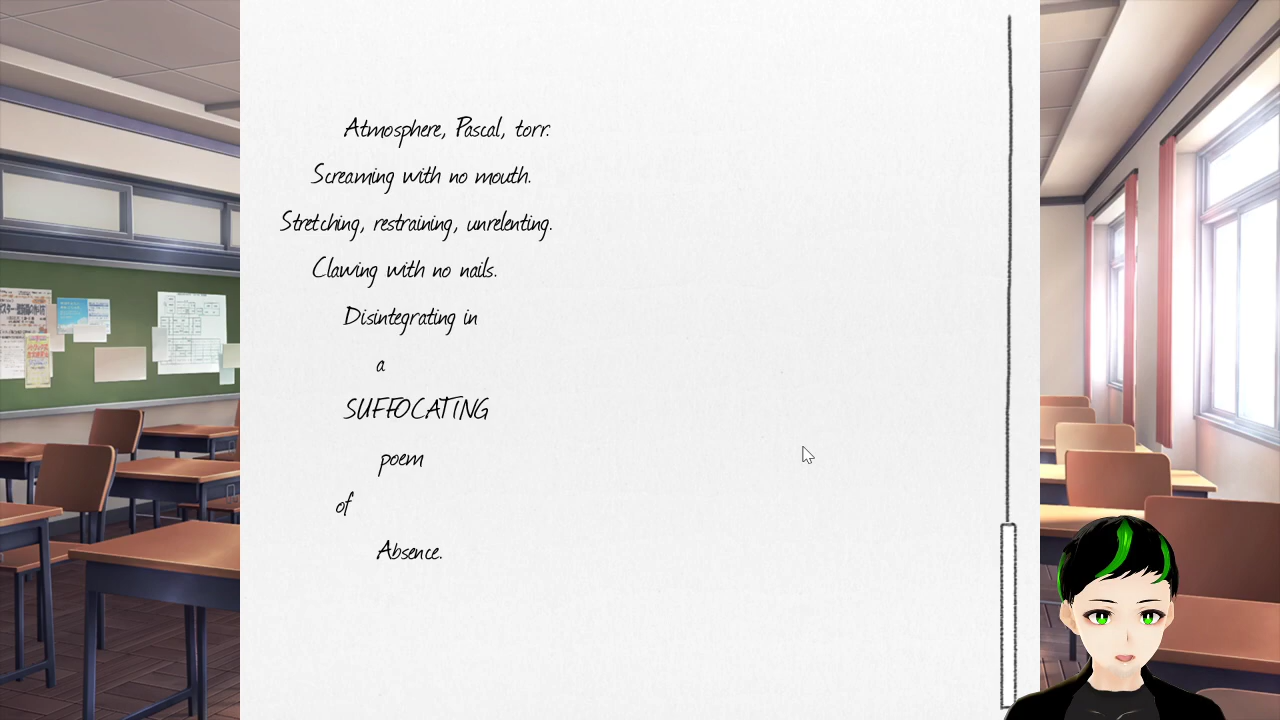 Atmosphere, Pascal, torr.
Screaming with no mouth.
Stretching, restraining, unrelenting.
Clawing with no nails.
Disintegrating in
a
SUFFOCATING
poem
of
Absence.